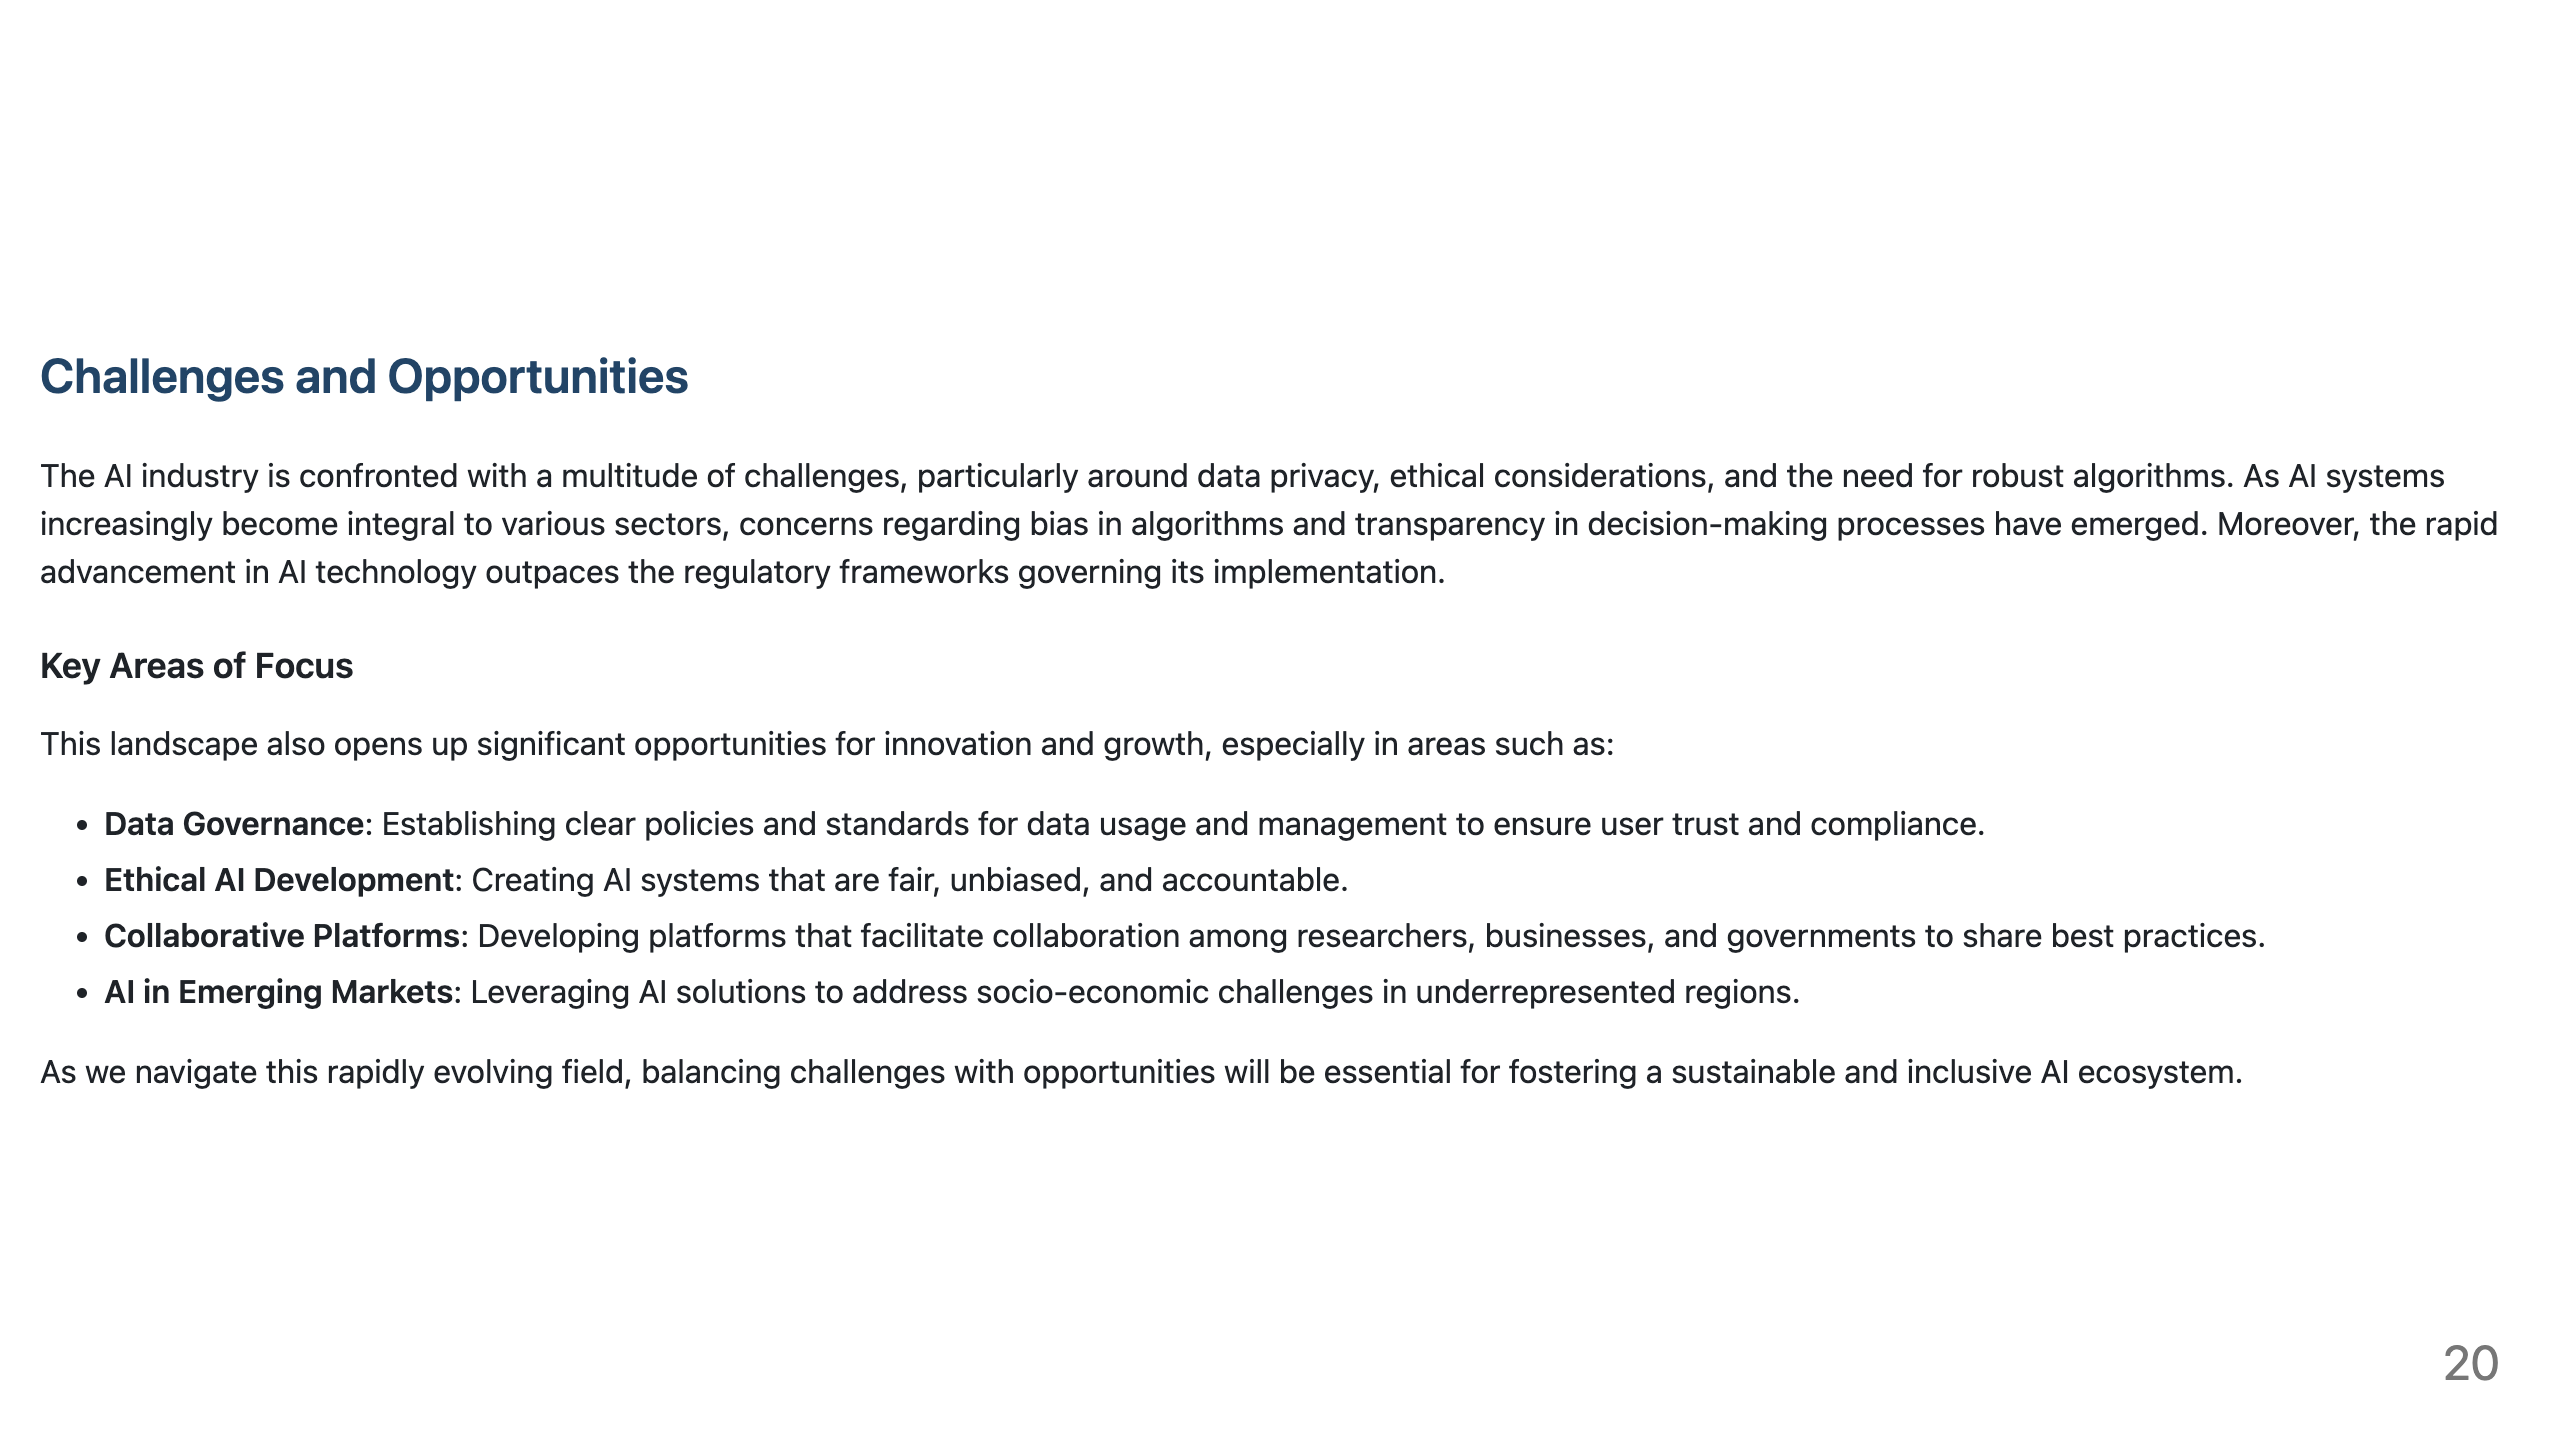 Challenges and Opportunities
The AI industry is confronted with a multitude of challenges, particularly around data privacy, ethical considerations, and the need for robust algorithms. As AI systems
increasingly become integral to various sectors, concerns regarding bias in algorithms and transparency in decision-making processes have emerged. Moreover, the rapid
advancement in AI technology outpaces the regulatory frameworks governing its implementation.
Key Areas of Focus
This landscape also opens up significant opportunities for innovation and growth, especially in areas such as:
• Data Governance: Establishing clear policies and standards for data usage and management to ensure user trust and compliance.
• Ethical AI Development: Creating AI systems that are fair, unbiased, and accountable.
• Collaborative Platforms: Developing platforms that facilitate collaboration among researchers, businesses, and governments to share best practices.
• AI in Emerging Markets: Leveraging AI solutions to address socio-economic challenges in underrepresented regions.
As we navigate this rapidly evolving field, balancing challenges with opportunities will be essential for fostering a sustainable and inclusive AI ecosystem.
20